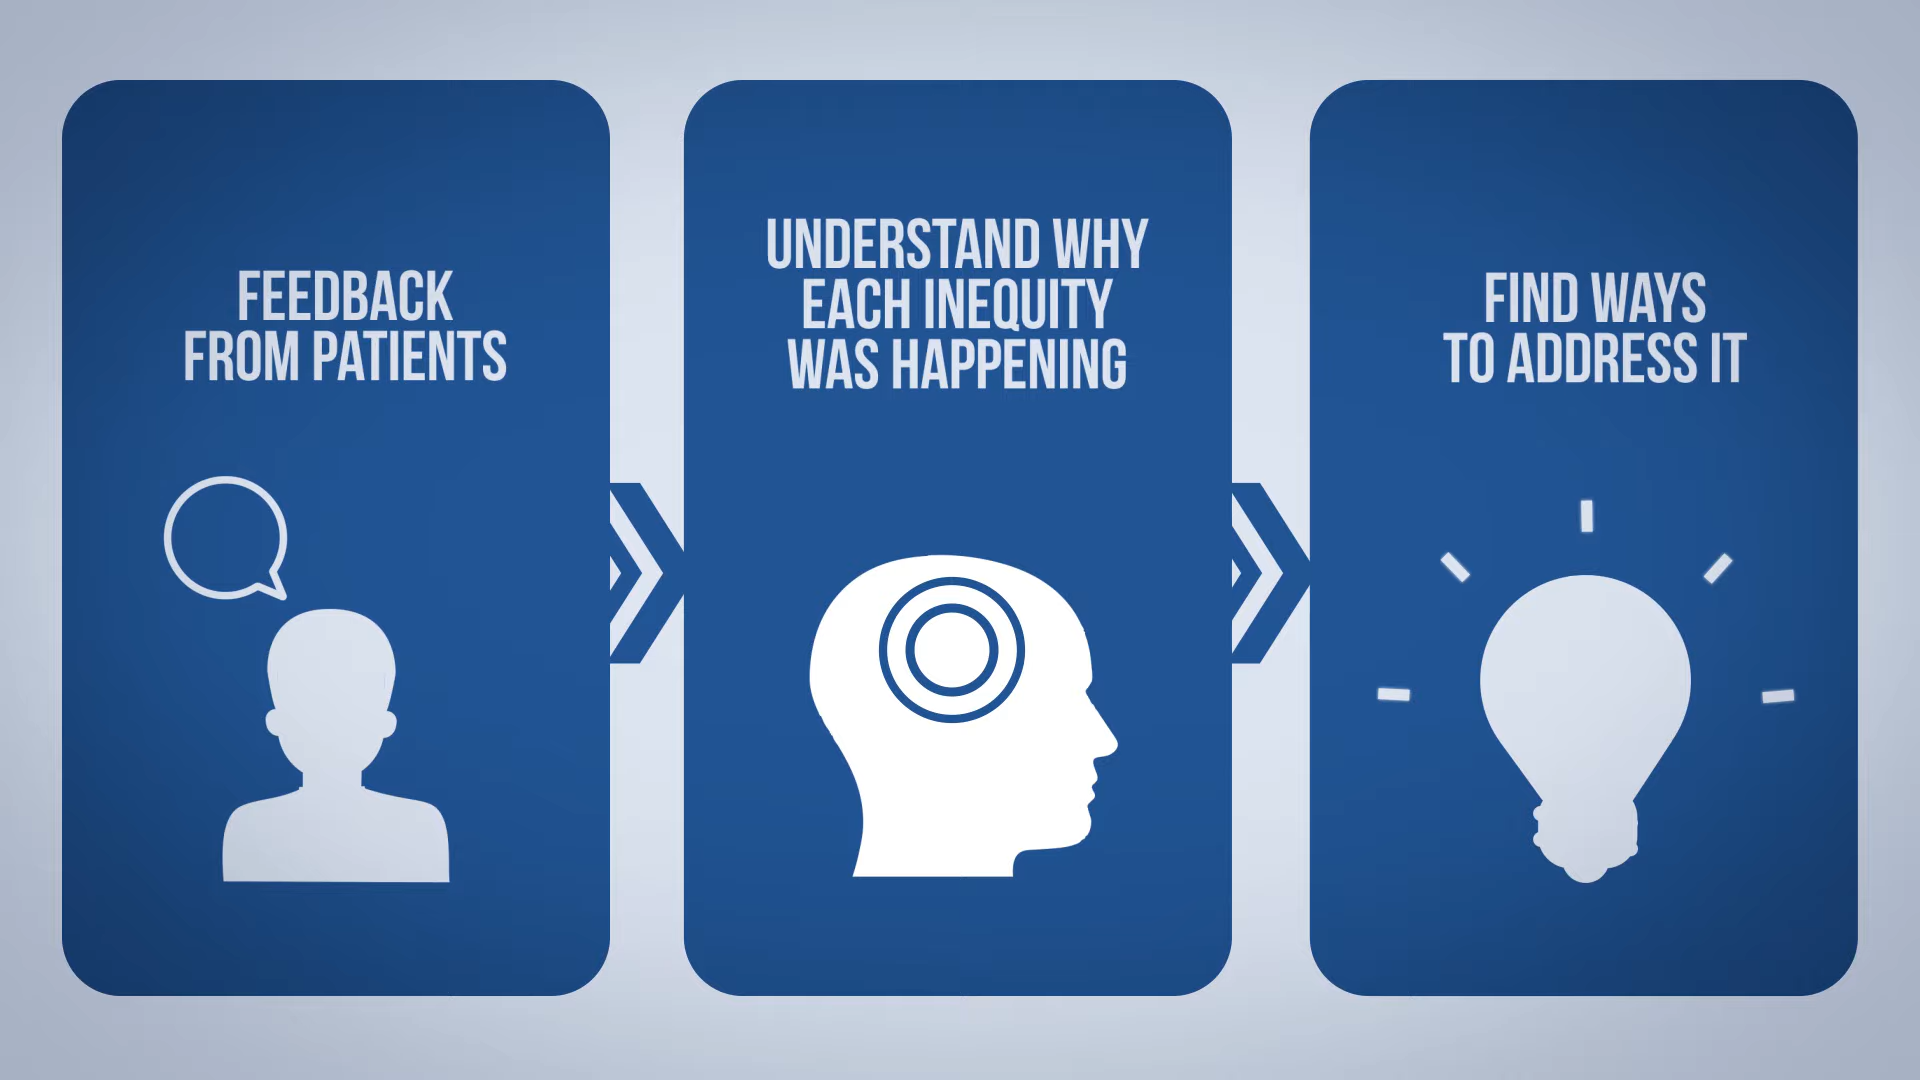 FEEDBACK
FROM PATIENTS
UNDERSTAND WHY
EACH INEQUITY
WAS HAPPENING
FIND WAYS
TO ADDRESS IT